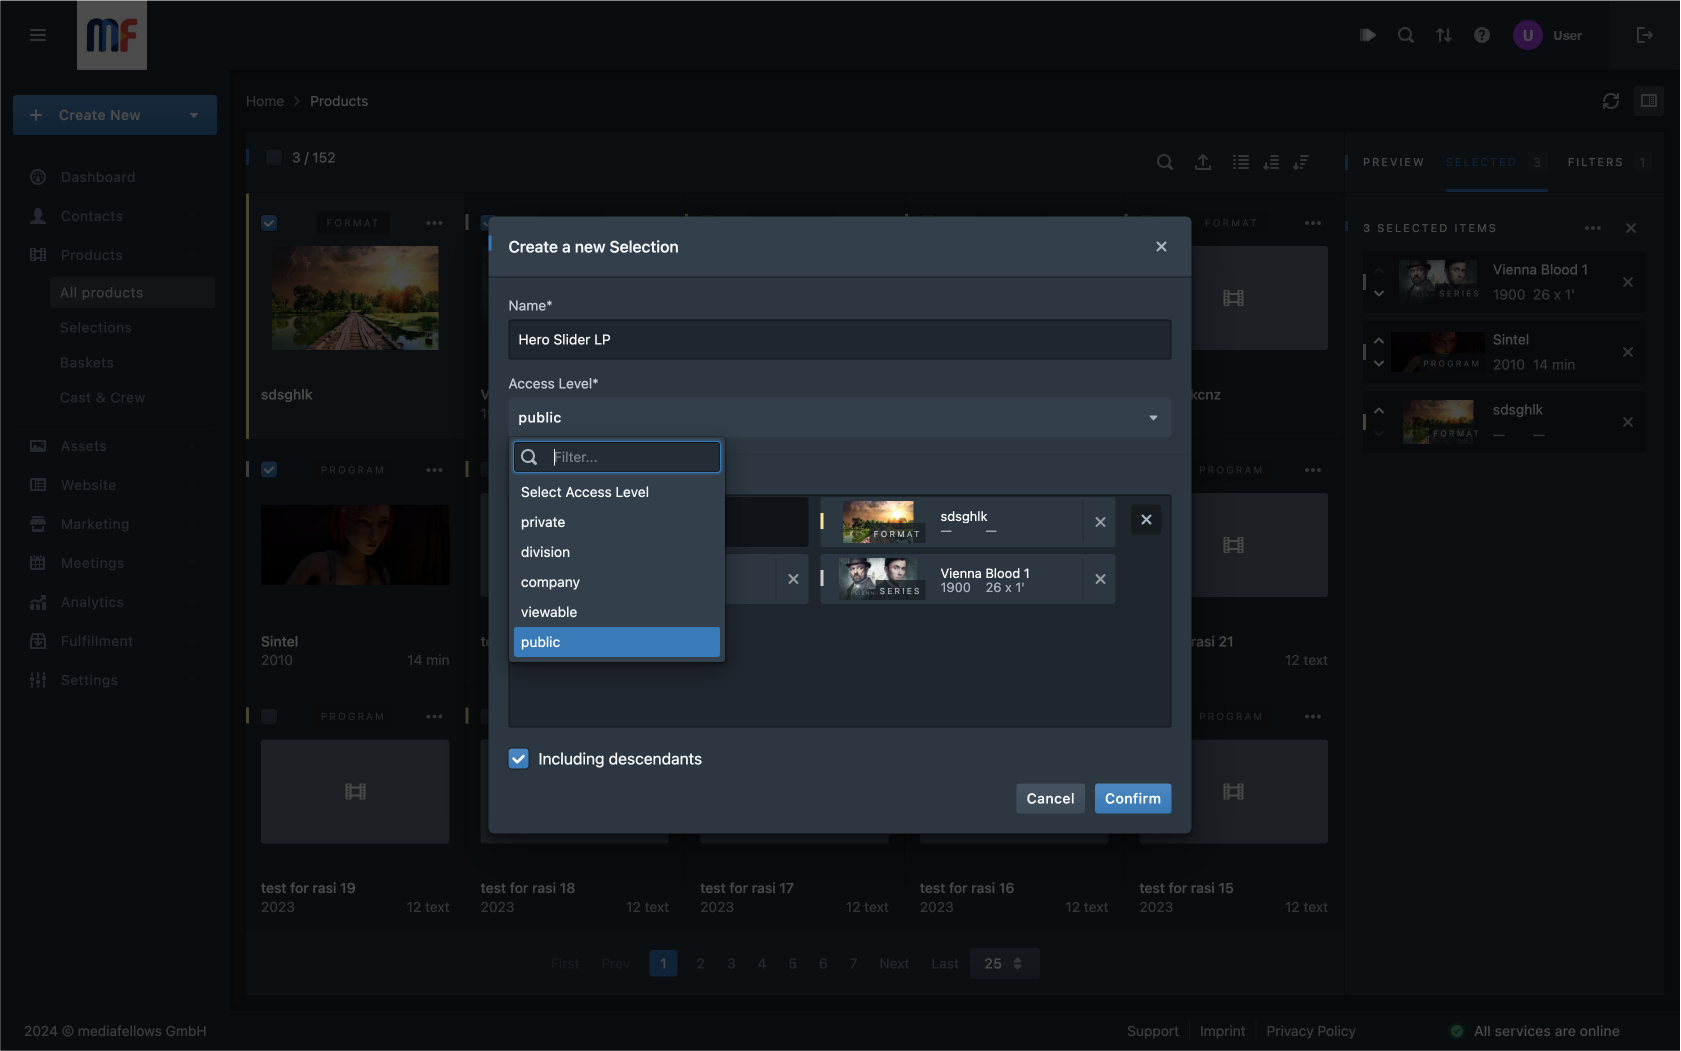 MF
U
User
Create New
Home
Products
3 / 152
PREVIEW
SELECTED 3
FILTERS 1
Dashboard
Contacts
Products
All products
Selections
Baskets
Cast & Crew
Assets
Website
Marketing
Meetings
Analytics
Fulfillment
Settings
FORMAT
sdsghlk
PROGRAM
Sintel
2010 14 min
PROGRAM
test for rasi 19
2023 12 text
test for rasi 18
2023 12 text
test for rasi 17
2023 12 text
test for rasi 16
2023 12 text
FORMAT
kcnz
PROGRAM
rasi 21
12 text
PROGRAM
test for rasi 15
2023 12 text
Create a new Selection
Name*
Hero Slider LP
Access Level*
public
Filter...
Select Access Level
private
division
company
viewable
public
FORMAT
sdsghlk
— —
SERIES
Vienna Blood 1
1900 26 x 1'
Including descendants
Cancel
Confirm
3 SELECTED ITEMS
Vienna Blood 1
SERIES
1900 26 x 1'
Sintel
PROGRAM
2010 14 min
sdsghlk
FORMAT
— —
First Prev 1 2 3 4 5 6 7 Next Last 25
2024 © mediafellows GmbH
Support
Imprint
Privacy Policy
All services are online